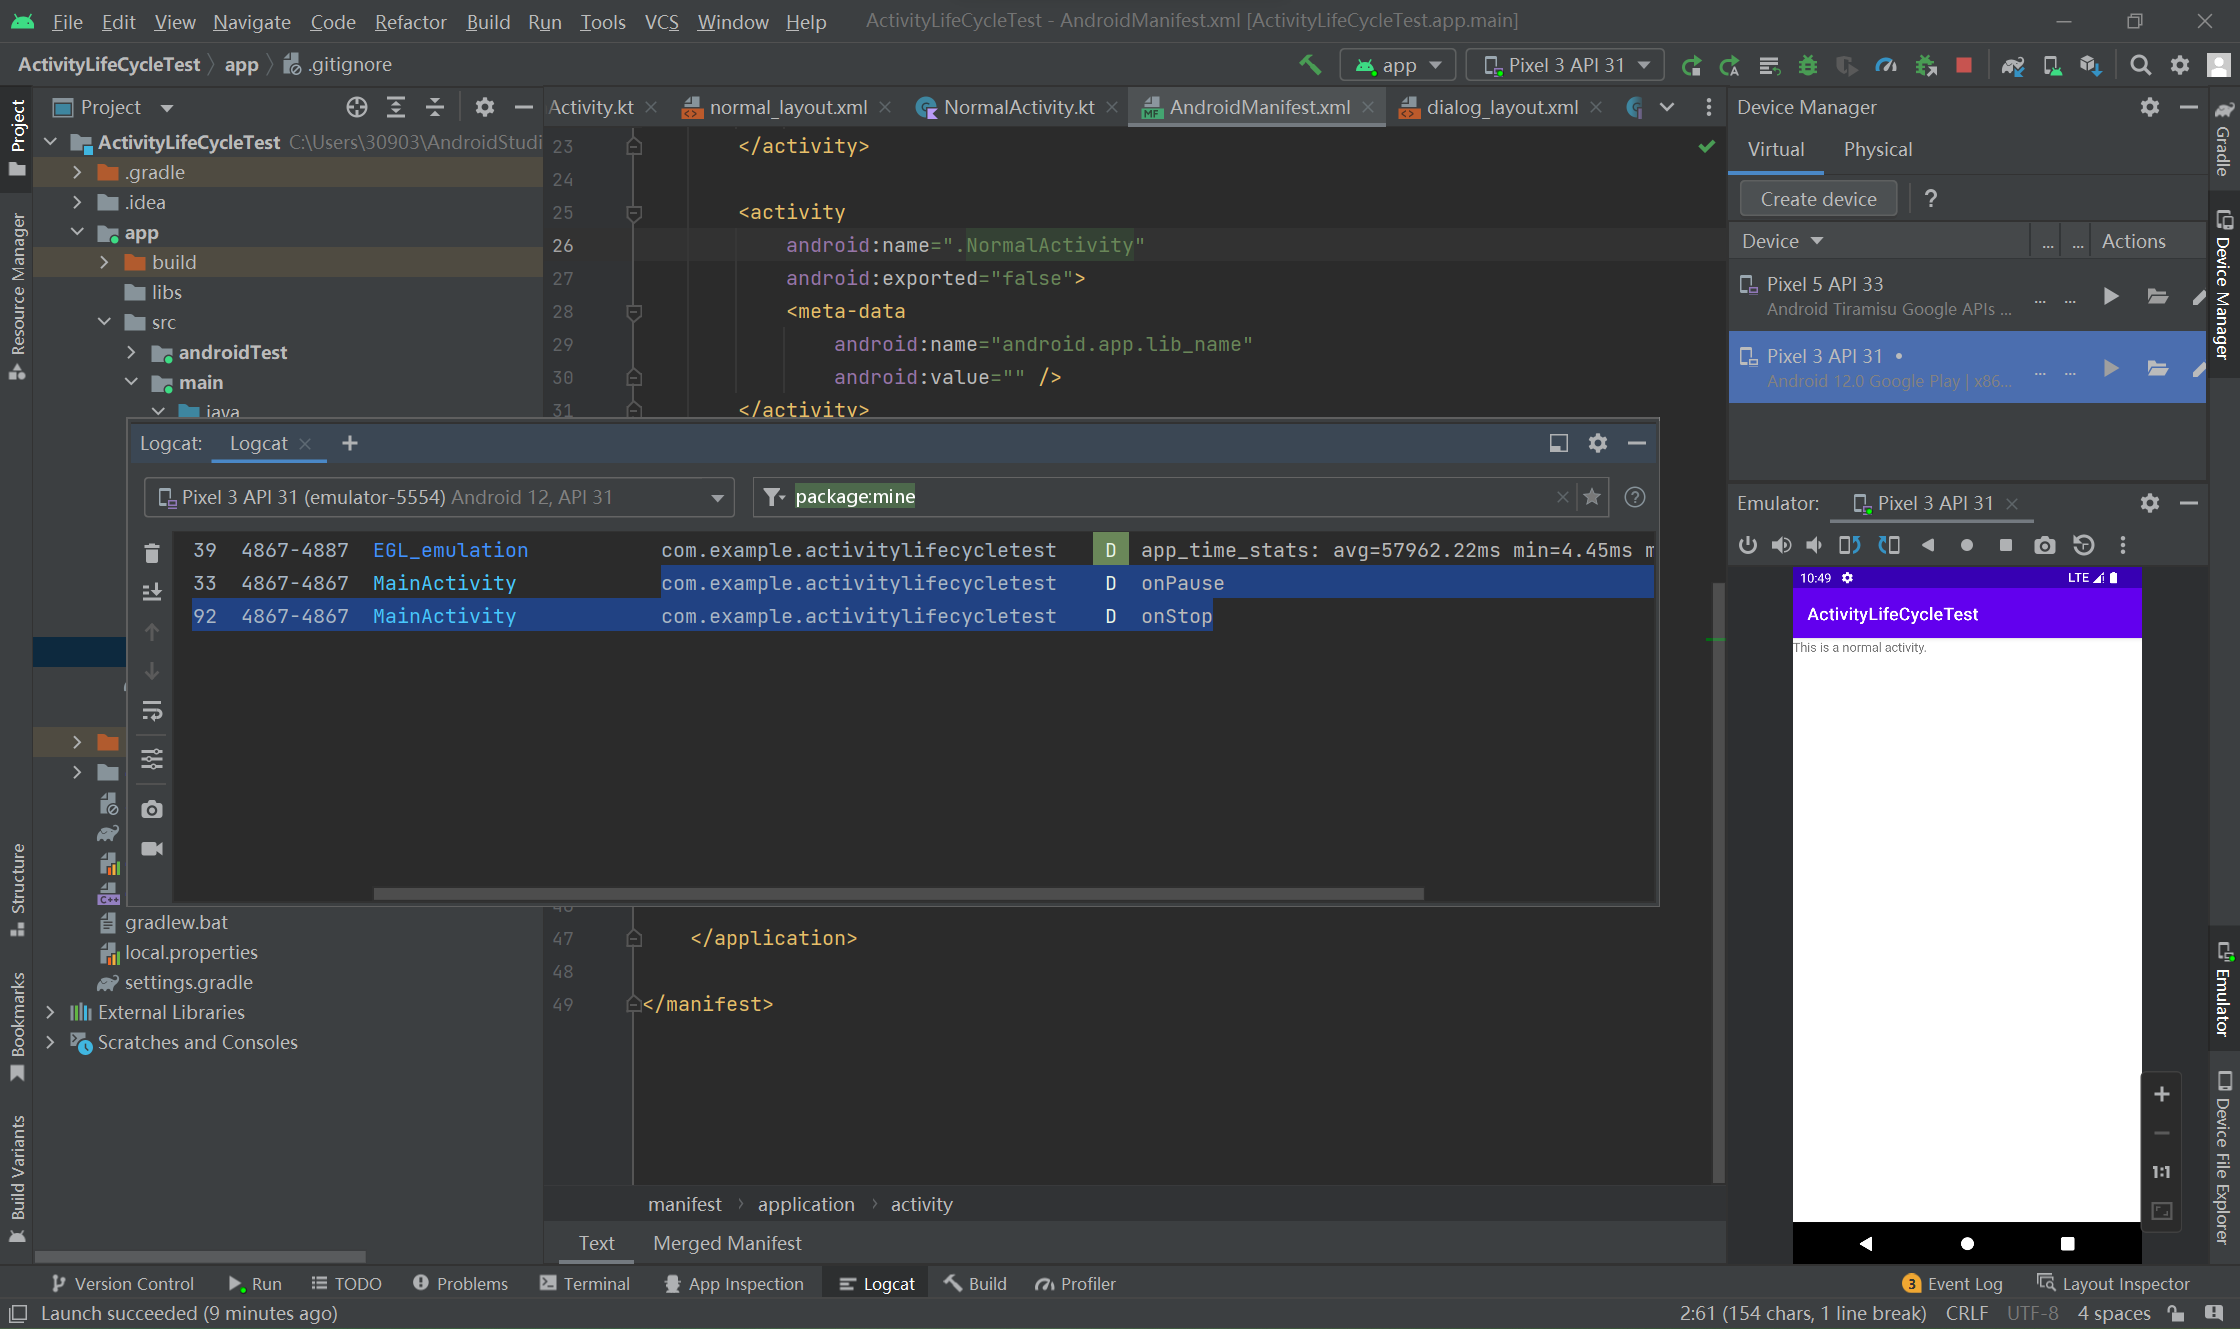 File Edit View Navigate Code Refactor Build Run Tools VCS Window Help ActivityLifeCycleTest - AndroidManifest.xml [ActivityLifeCycleTest.app.main]
ActivityLifeCycleTest app .gitignore
app Pixel 3 API 31
Project
Activity.kt normal_layout.xml NormalActivity.kt AndroidManifest.xml dialog_layout.xml
Device Manager
ActivityLifeCycleTest C:\Users\30903\AndroidStudi
.gradle
.idea
app
build
libs
src
androidTest
main
java
gradlew.bat
local.properties
settings.gradle
External Libraries
Scratches and Consoles
23 </activity>
24
25 <activity
26 android:name=".NormalActivity"
27 android:exported="false">
28 <meta-data
29 android:name="android.app.lib_name"
30 android:value="" />
31 </activity>
Logcat: Logcat
Pixel 3 API 31 (emulator-5554) Android 12, API 31
package:mine
39 4867-4887 EGL_emulation com.example.activitylifecycletest D app_time_stats: avg=57962.22ms min=4.45ms m
33 4867-4867 MainActivity com.example.activitylifecycletest D onPause
92 4867-4867 MainActivity com.example.activitylifecycletest D onStop
47 </application>
48
49 </manifest>
manifest application activity
Text Merged Manifest
Virtual Physical
Create device ?
Device ... ... Actions
Pixel 5 API 33
Android Tiramisu Google APIs ...
... ...
Pixel 3 API 31
Android 12.0 Google Play | x86...
... ...
Emulator: Pixel 3 API 31
10:49 LTE
ActivityLifeCycleTest
This is a normal activity.
1:1
Project
Resource Manager
Structure
Bookmarks
Build Variants
Gradle
Device Manager
Emulator
Device File Explorer
Version Control Run TODO Problems Terminal App Inspection Logcat Build Profiler 3 Event Log Layout Inspector
Launch succeeded (9 minutes ago) 2:61 (154 chars, 1 line break) CRLF UTF-8 4 spaces